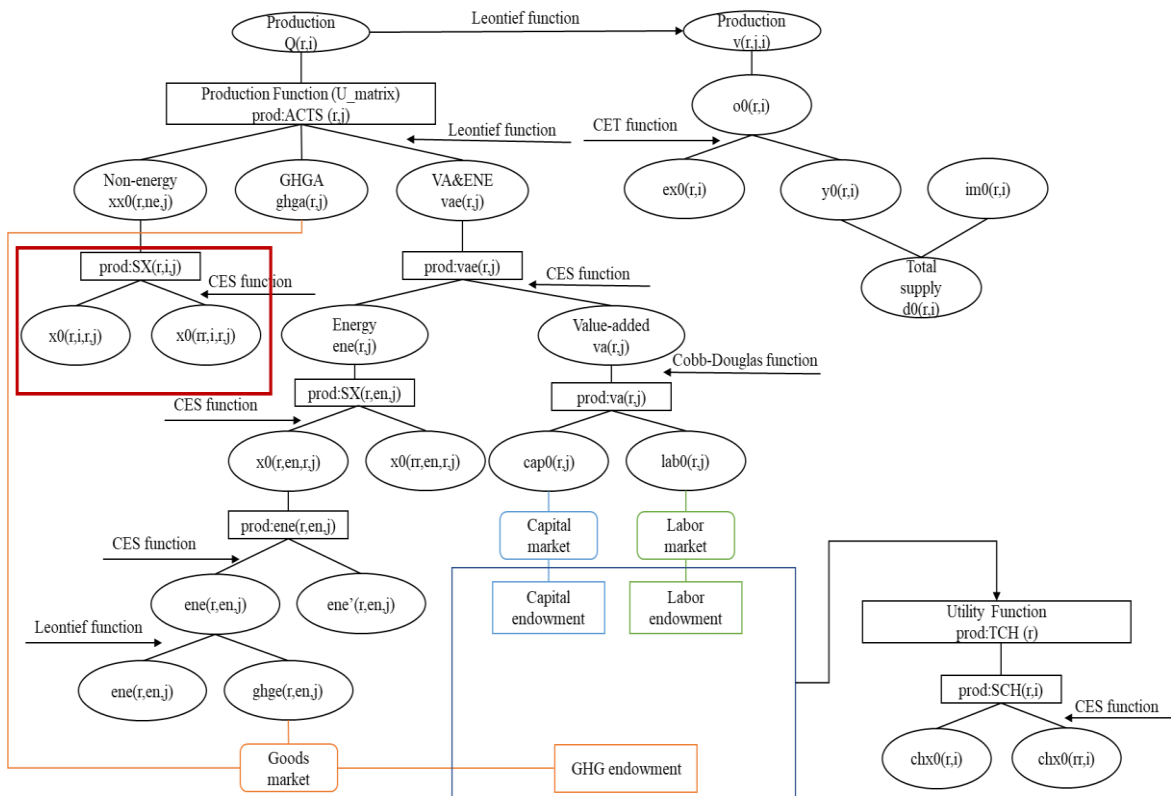 Production
Q(r,i)
Leontief function
Production
v(r,j,i)
Production Function (U_matrix)
prod:ACTS (r,j)
o0(r,i)
Leontief function
CET function
Non-energy
xx0(r,ne,j)
GHGA
ghga(r,j)
VA&ENE
vae(r,j)
ex0(r,i)
y0(r,i)
im0(r,i)
prod:SX(r,i,j)
CES function
x0(r,i,r,j)
x0(rr,i,r,j)
prod:vae(r,j)
CES function
Total
supply
d0(r,i)
Energy
ene(r,j)
Value-added
va(r,j)
Cobb-Douglas function
prod:SX(r,en,j)
prod:va(r,j)
CES function
x0(r,en,r,j)
x0(rr,en,r,j)
cap0(r,j)
lab0(r,j)
prod:ene(r,en,j)
Capital
market
Labor
market
CES function
ene(r,en,j)
ene’(r,en,j)
Capital
endowment
Labor
endowment
Utility Function
prod:TCH (r)
Leontief function
ene(r,en,j)
ghge(r,en,j)
prod:SCH(r,i)
CES function
chx0(r,i)
chx0(rr,i)
Goods
market
GHG endowment